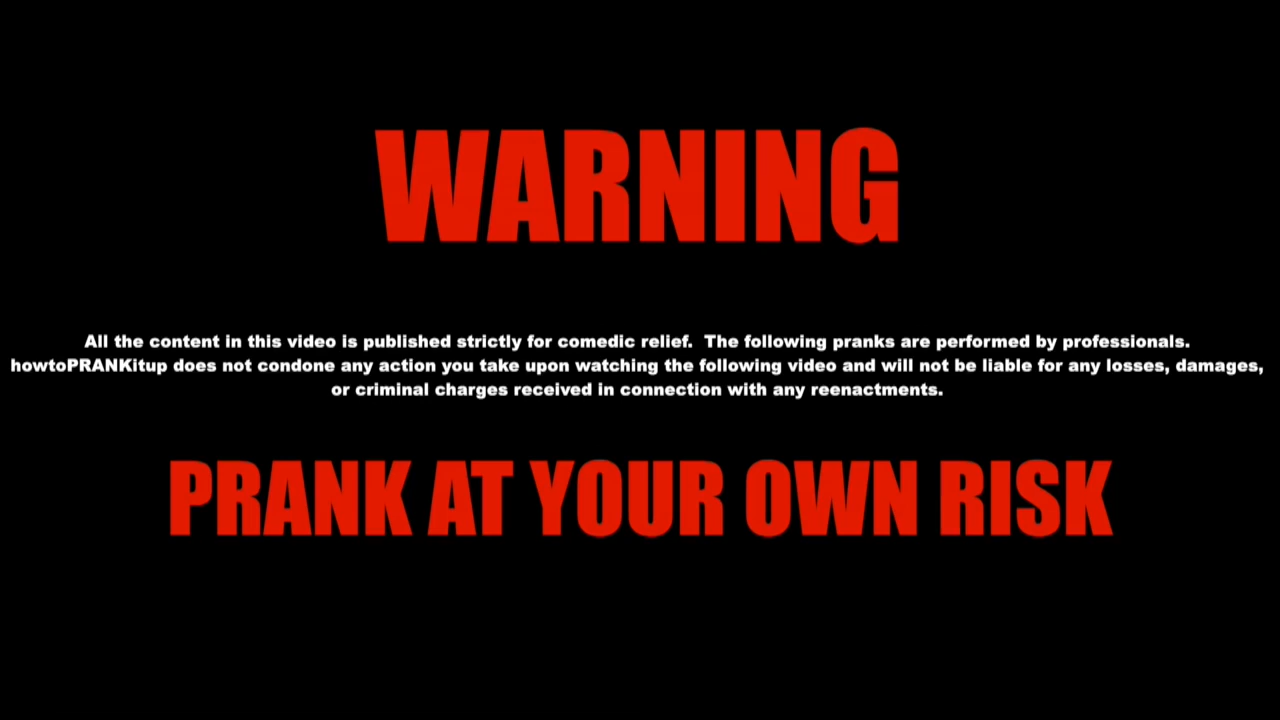 WARNING
All the content in this video is published strictly for comedic relief.  The following pranks are performed by professionals.
howtoPRANKitup does not condone any action you take upon watching the following video and will not be liable for any losses, damages,
or criminal charges received in connection with any reenactments.
PRANK AT YOUR OWN RISK